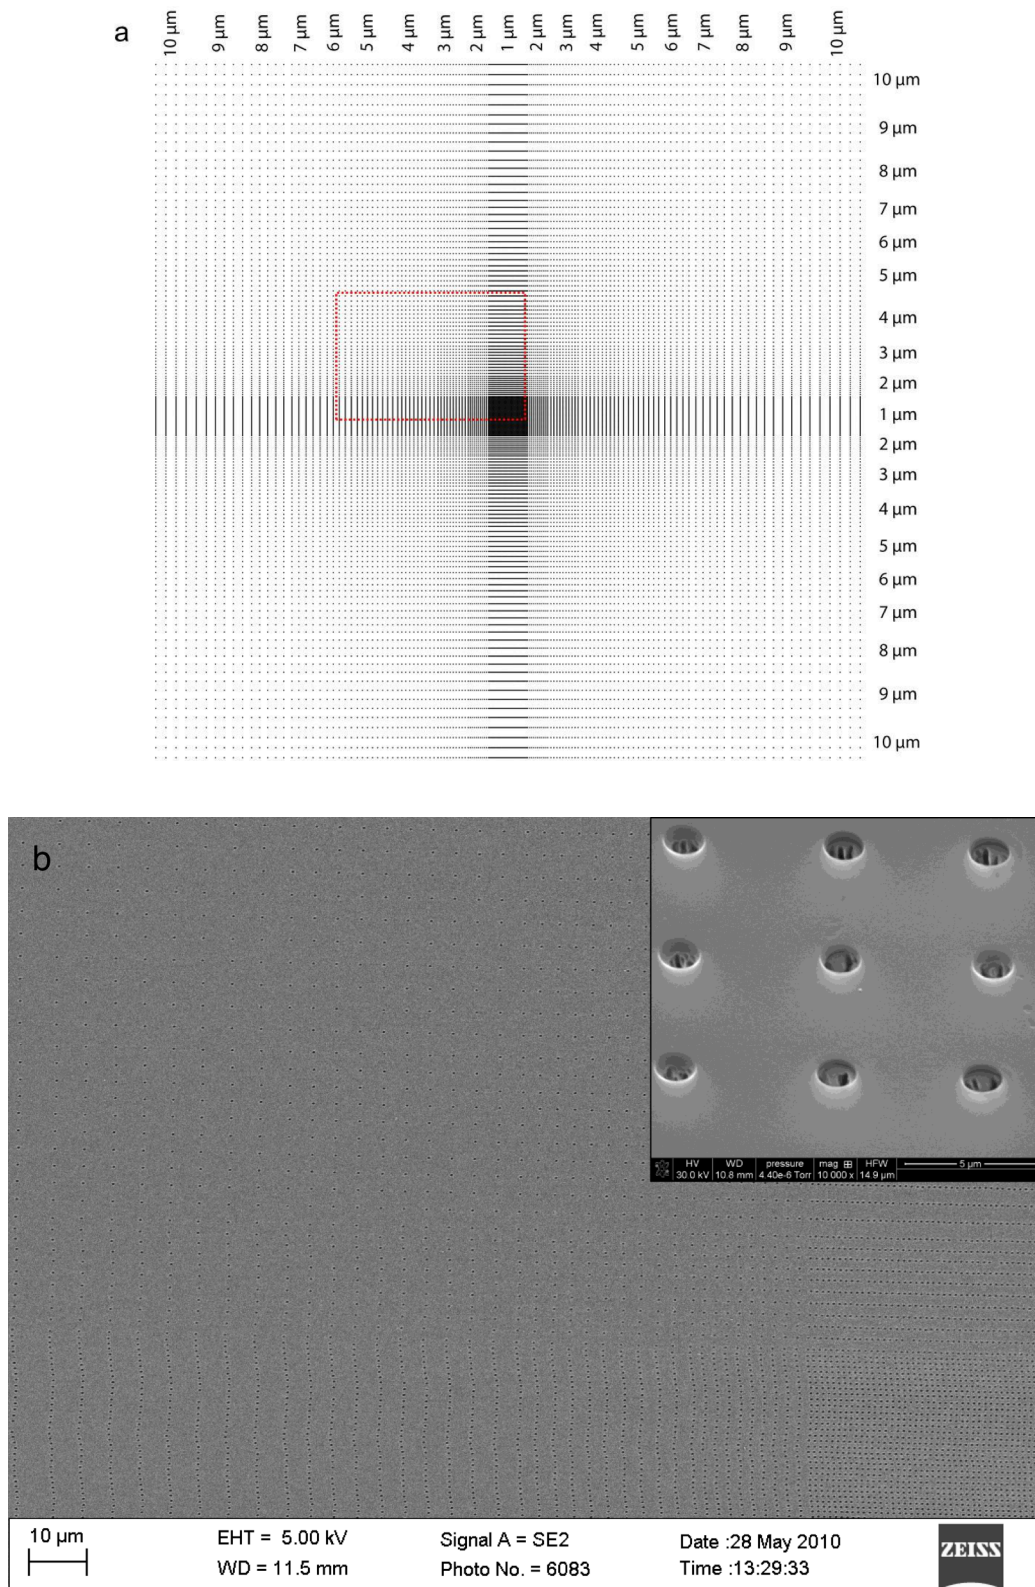 a
10 µm 9 µm 8 µm 7 µm 6 µm 5 µm 4 µm 3 µm 2 µm 1 µm 2 µm 3 µm 4 µm 5 µm 6 µm 7 µm 8 µm 9 µm 10 µm
10 µm
9 µm
8 µm
7 µm
6 µm
5 µm
4 µm
3 µm
2 µm
1 µm
2 µm
3 µm
4 µm
5 µm
6 µm
7 µm
8 µm
9 µm
10 µm
b
HV WD pressure mag HFW 5 µm
30.0 kV 10.8 mm 4.40e-6 Torr 10 000 x 14.9 µm
10 µm EHT = 5.00 kV Signal A = SE2 Date :28 May 2010 ZEISS
WD = 11.5 mm Photo No. = 6083 Time :13:29:33